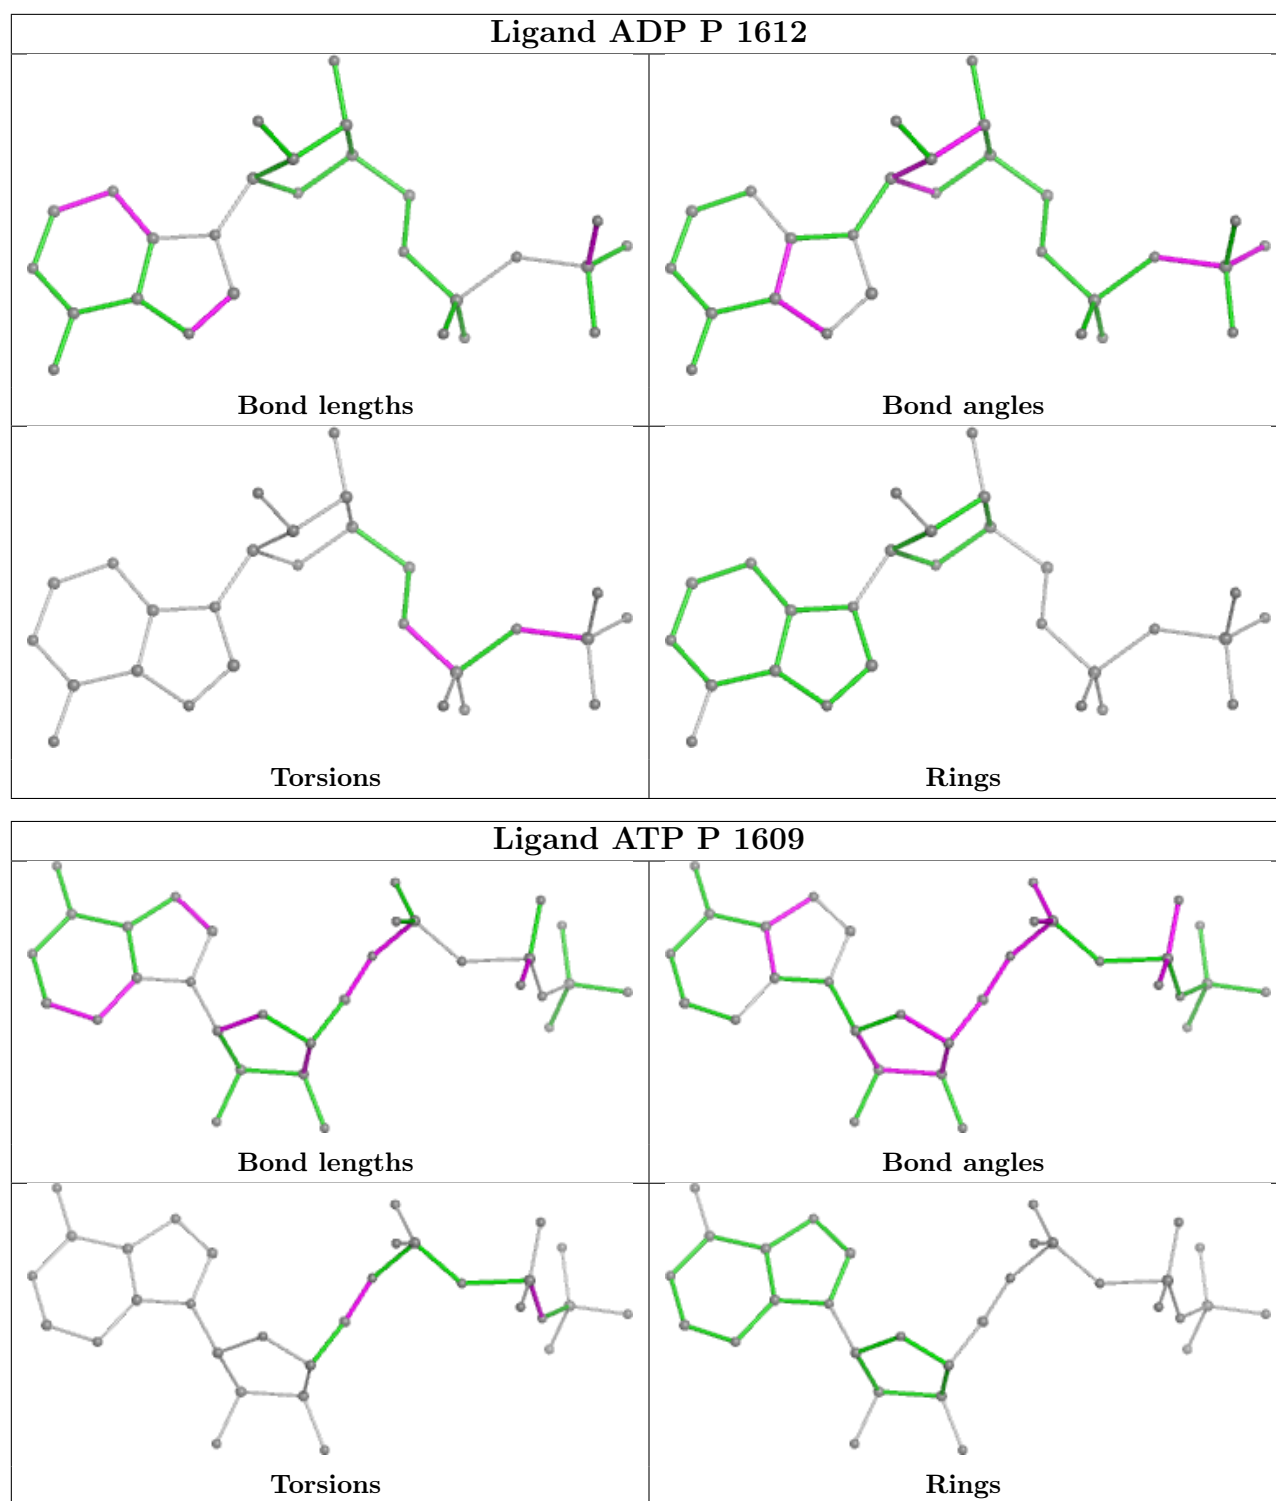 Ligand ADP P 1612
Bond lengths
Bond angles
Torsions
Rings
Ligand ATP P 1609
Bond lengths
Bond angles
Torsions
Rings